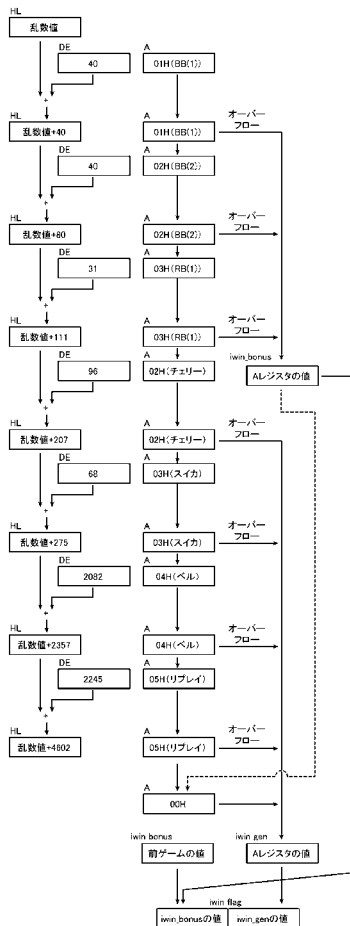 HL
乱数値
DE
40
A
01H(BB(1))
+
HL
乱数値+40
A
01H(BB(1))
オーバーフロー
DE
40
A
02H(BB(2))
+
HL
乱数値+80
A
02H(BB(2))
オーバーフロー
DE
31
A
03H(RB(1))
+
HL
乱数値+111
A
03H(RB(1))
オーバーフロー
iwin_bonus
Aレジスタの値
DE
96
A
02H(チェリー)
+
HL
乱数値+207
A
02H(チェリー)
オーバーフロー
DE
68
A
03H(スイカ)
+
HL
乱数値+275
A
03H(スイカ)
オーバーフロー
DE
2082
A
04H(ベル)
+
HL
乱数値+2357
A
04H(ベル)
オーバーフロー
DE
2245
A
05H(リプレイ)
+
HL
乱数値+4602
A
05H(リプレイ)
オーバーフロー
A
00H
iwin_bonus
前ゲームの値
iwin_gen
Aレジスタの値
iwin_flag
iwin_bonusの値
iwin_genの値